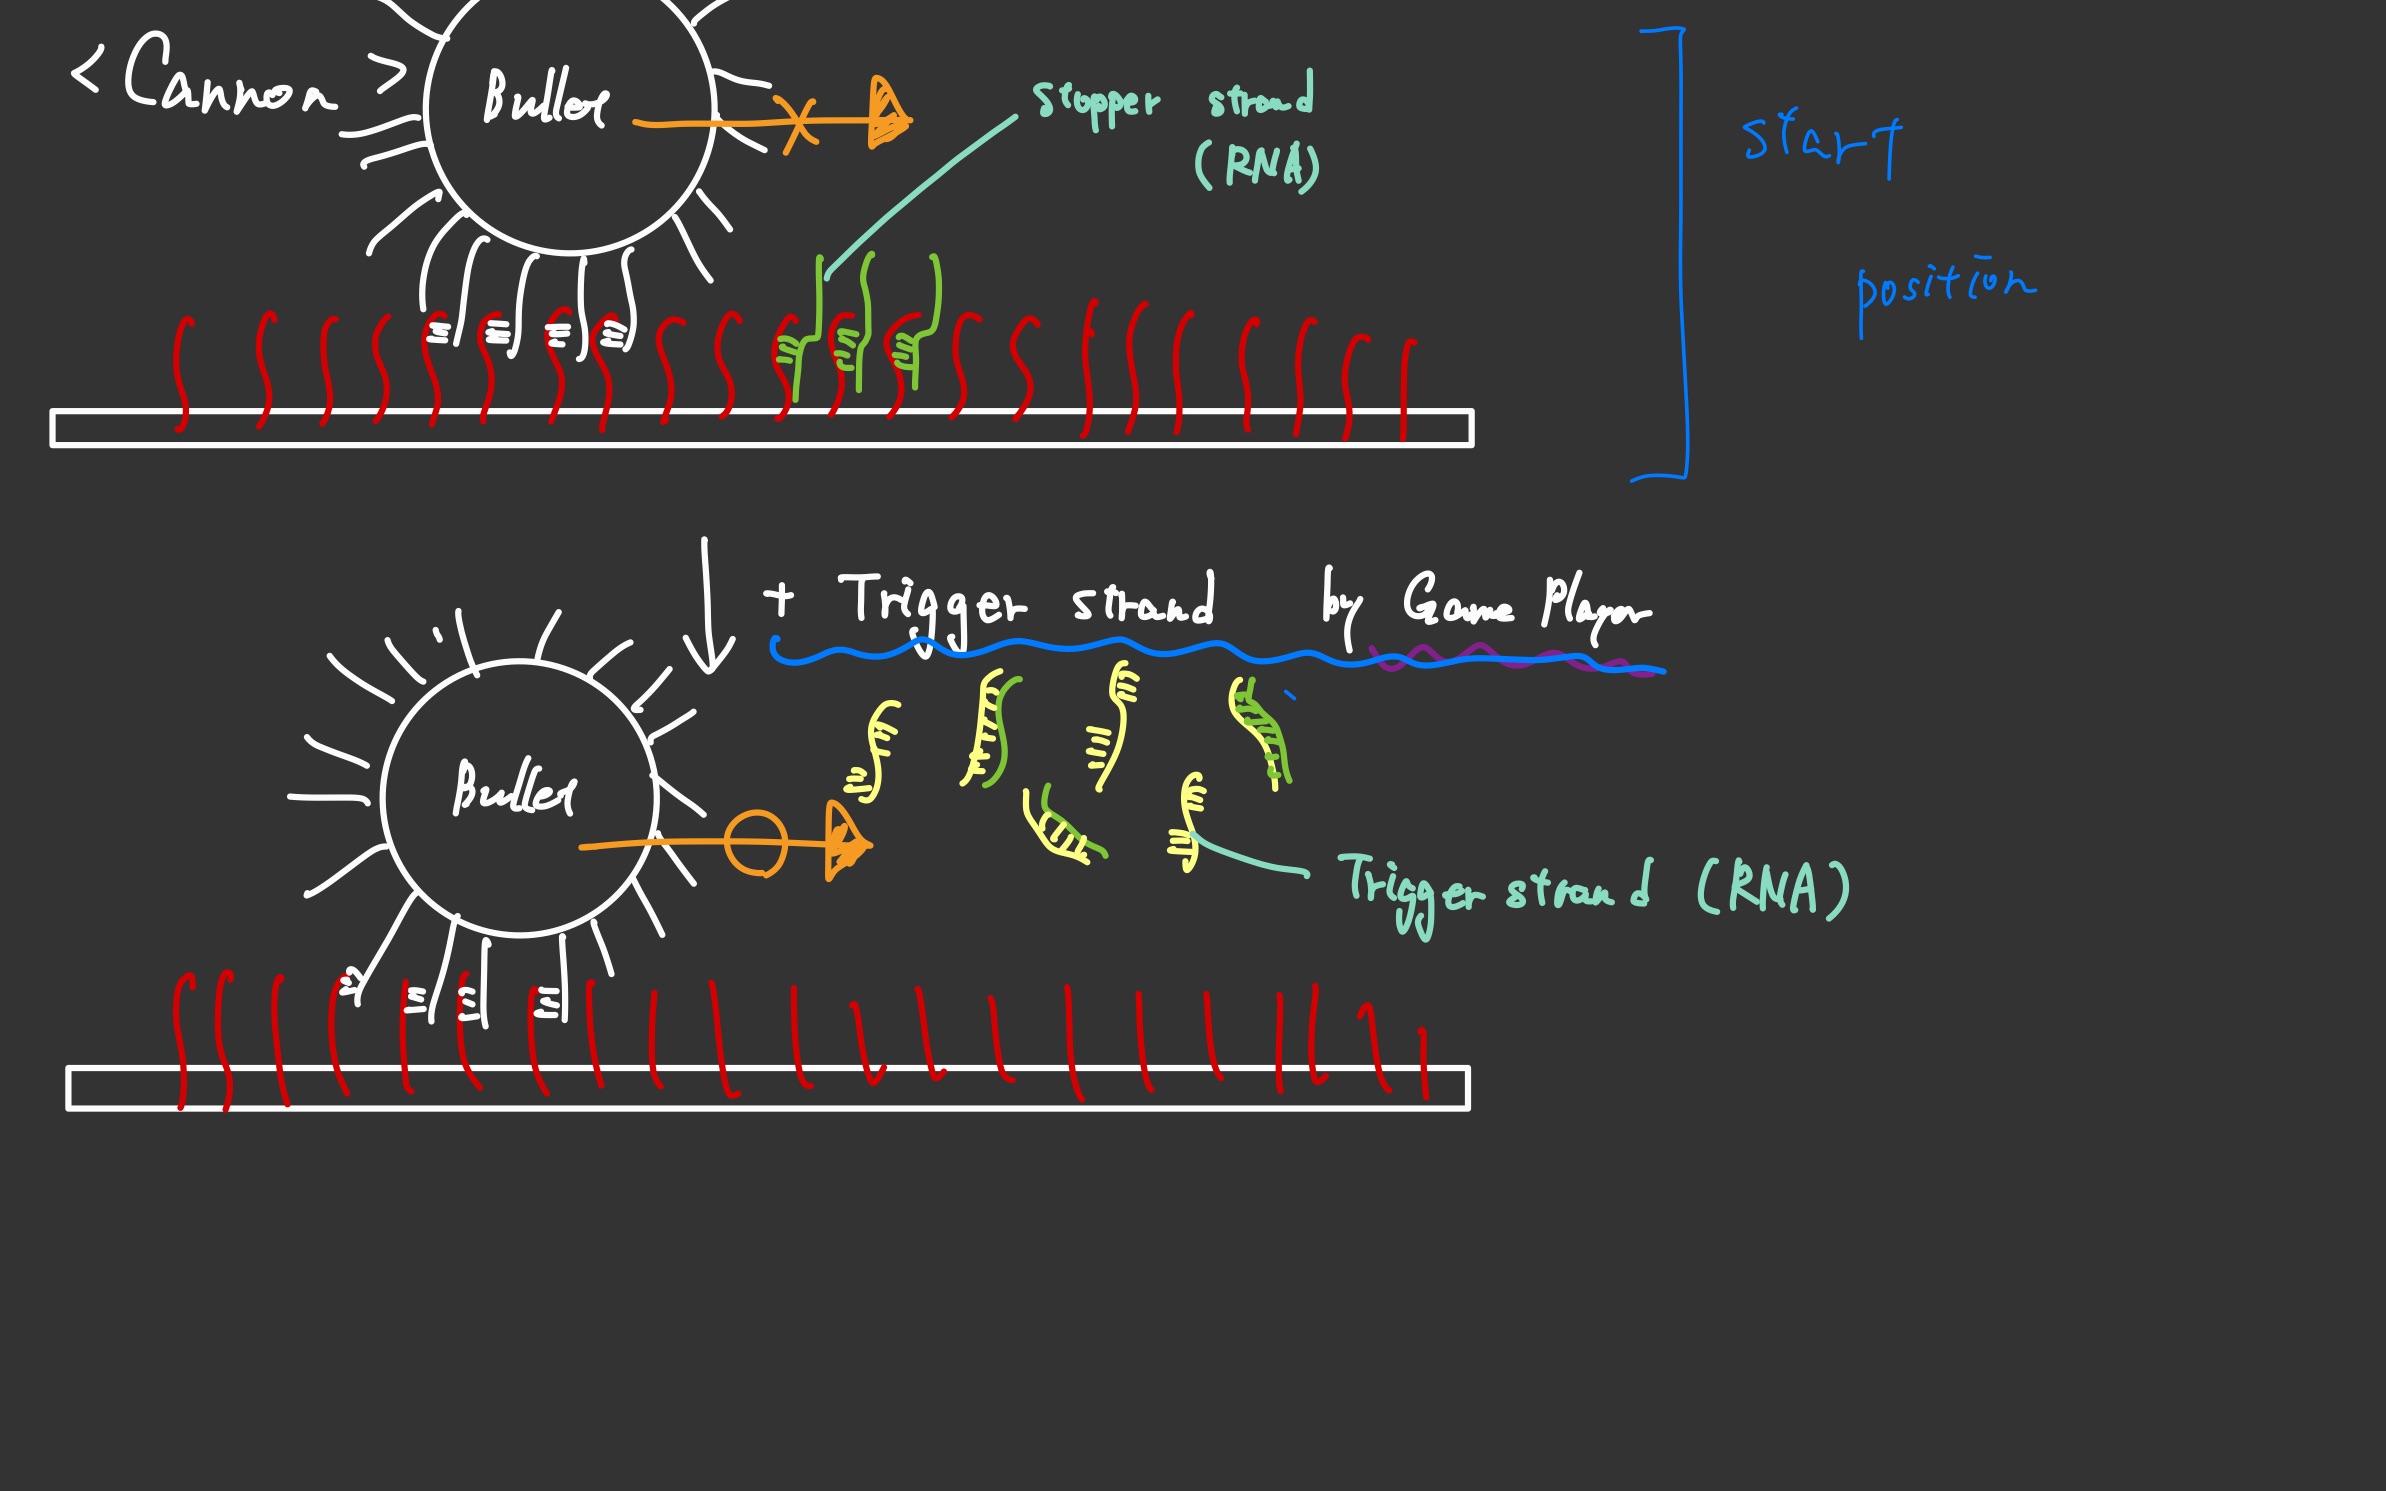 < Cannon >
Bullet
stopper strand
(RNA)
start
position
+ Trigger strand by Game Player
Bullet
Trigger strand (RNA)